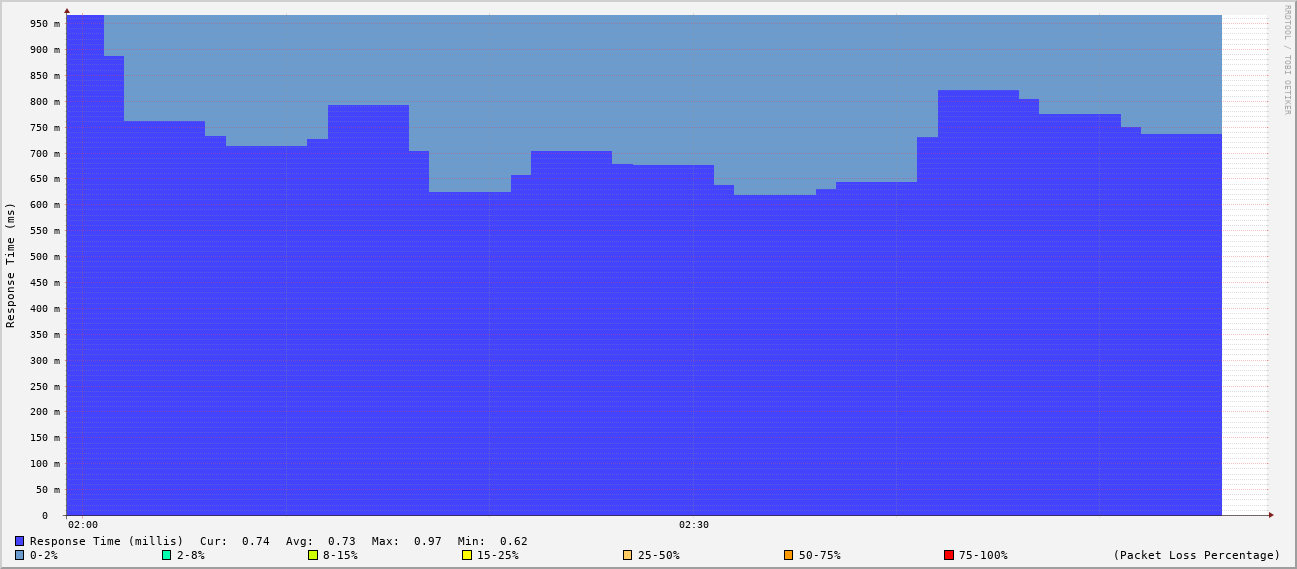 RRDTOOL / TOBI OETIKER
Response Time (ms)
950 m
900 m
850 m
800 m
750 m
700 m
650 m
600 m
550 m
500 m
450 m
400 m
350 m
300 m
250 m
200 m
150 m
100 m
50 m
0
02:00 02:30
Response Time (millis) Cur: 0.74 Avg: 0.73 Max: 0.97 Min: 0.62
0-2% 2-8% 8-15% 15-25% 25-50% 50-75% 75-100% (Packet Loss Percentage)